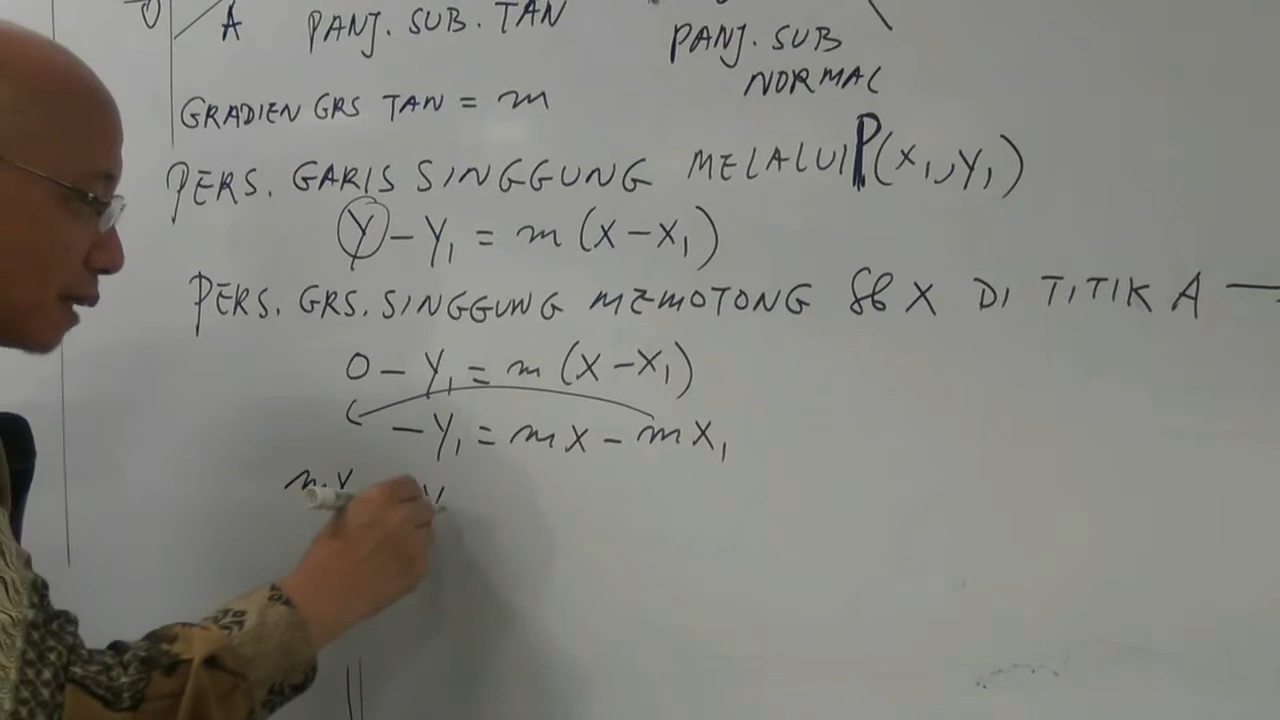 O A PANJ. SUB. TAN
PANJ. SUB
NORMAL
GRADIEN GRS TAN = m
PERS. GARIS SINGGUNG MELALUI P(X₁,Y₁)
Y - Y₁ = m (X - X₁)
PERS. GRS. SINGGUNG MEMOTONG SB X DI TITIK A —
0 - Y₁ = m (X - X₁)
- Y₁ = mX - mX₁